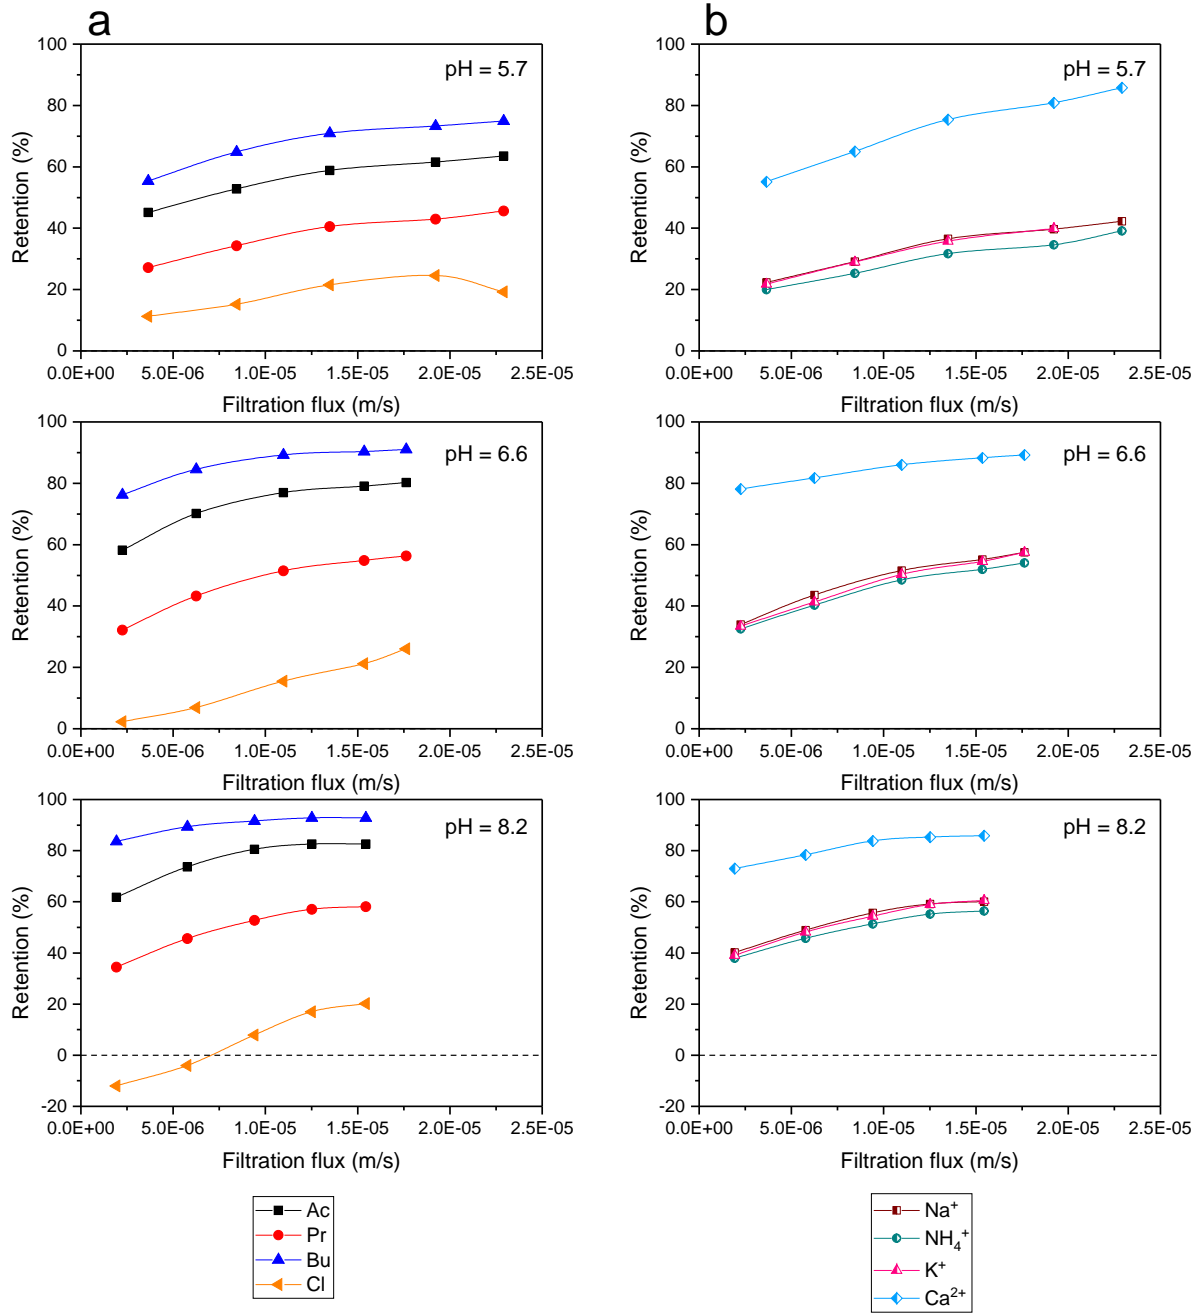 a
100
80
60
40
20
0
Retention (%)
pH = 5.7
0.0E+00 5.0E-06 1.0E-05 1.5E-05 2.0E-05 2.5E-05
Filtration flux (m/s)
100
80
60
40
20
0
Retention (%)
pH = 6.6
0.0E+00 5.0E-06 1.0E-05 1.5E-05 2.0E-05 2.5E-05
Filtration flux (m/s)
100
80
60
40
20
0
-20
Retention (%)
pH = 8.2
0.0E+00 5.0E-06 1.0E-05 1.5E-05 2.0E-05 2.5E-05
Filtration flux (m/s)
Ac
Pr
Bu
Cl
b
100
80
60
40
20
0
Retention (%)
pH = 5.7
0.0E+00 5.0E-06 1.0E-05 1.5E-05 2.0E-05 2.5E-05
Filtration flux (m/s)
100
80
60
40
20
0
Retention (%)
pH = 6.6
0.0E+00 5.0E-06 1.0E-05 1.5E-05 2.0E-05 2.5E-05
Filtration flux (m/s)
100
80
60
40
20
0
-20
Retention (%)
pH = 8.2
0.0E+00 5.0E-06 1.0E-05 1.5E-05 2.0E-05 2.5E-05
Filtration flux (m/s)
Na⁺
NH₄⁺
K⁺
Ca²⁺